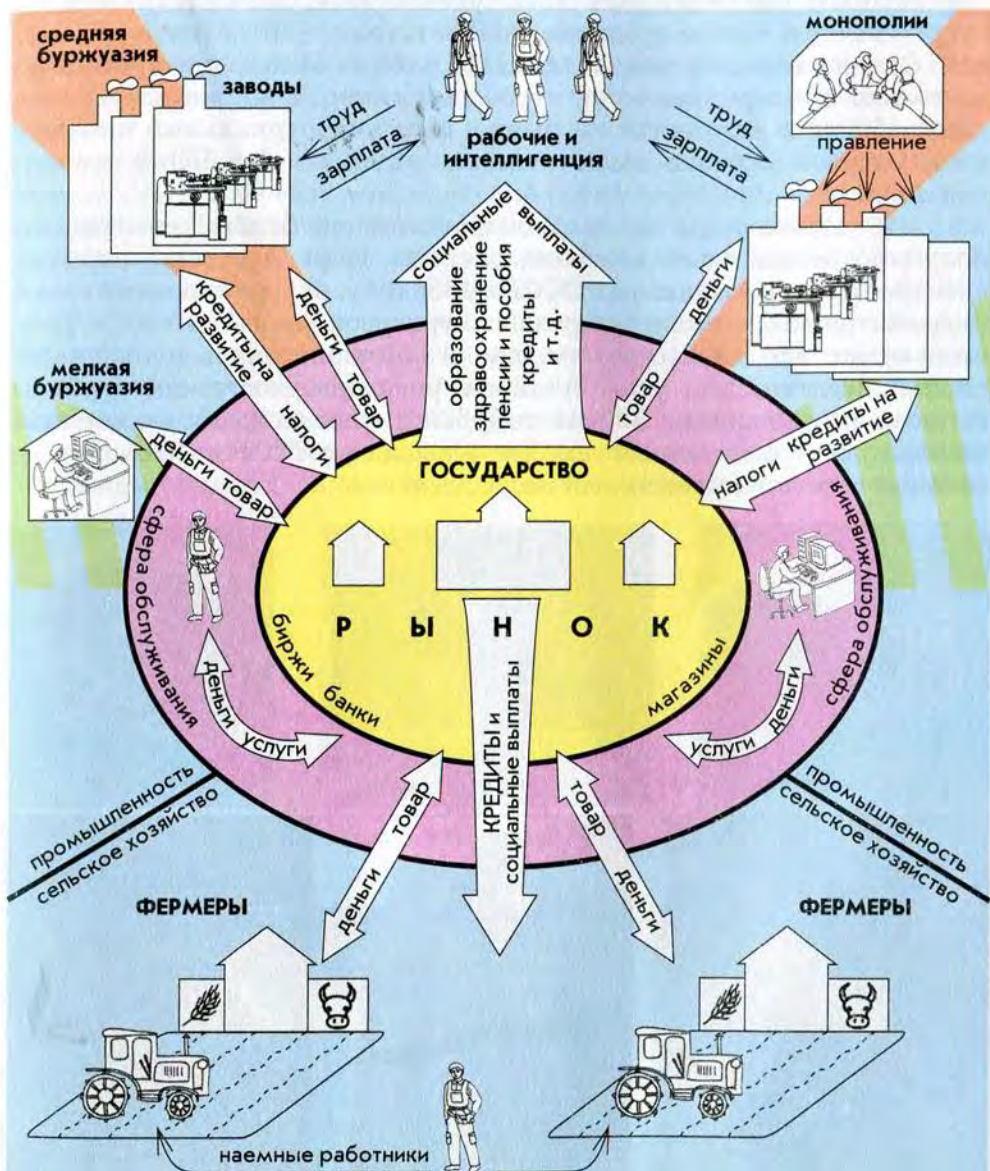 средняя
буржуазия
заводы
монополии
правление
труд
зарплата
рабочие и
интеллигенция
труд
зарплата
социальные выплаты
образование
здравоохранение
пенсии и пособия
кредиты
и т.д.
деньги
товар
кредиты на
развитие
налоги
деньги
товар
налоги
кредиты на
развитие
мелкая
буржуазия
деньги товар
ГОСУДАРСТВО
РЫНОК
биржи банки
магазины
сфера обслуживания
сфера обслуживания
деньги
услуги
услуги
деньги
КРЕДИТЫ и
социальные выплаты
промышленность
сельское хозяйство
промышленность
сельское хозяйство
товар
деньги
товар
деньги
ФЕРМЕРЫ
ФЕРМЕРЫ
наемные работники